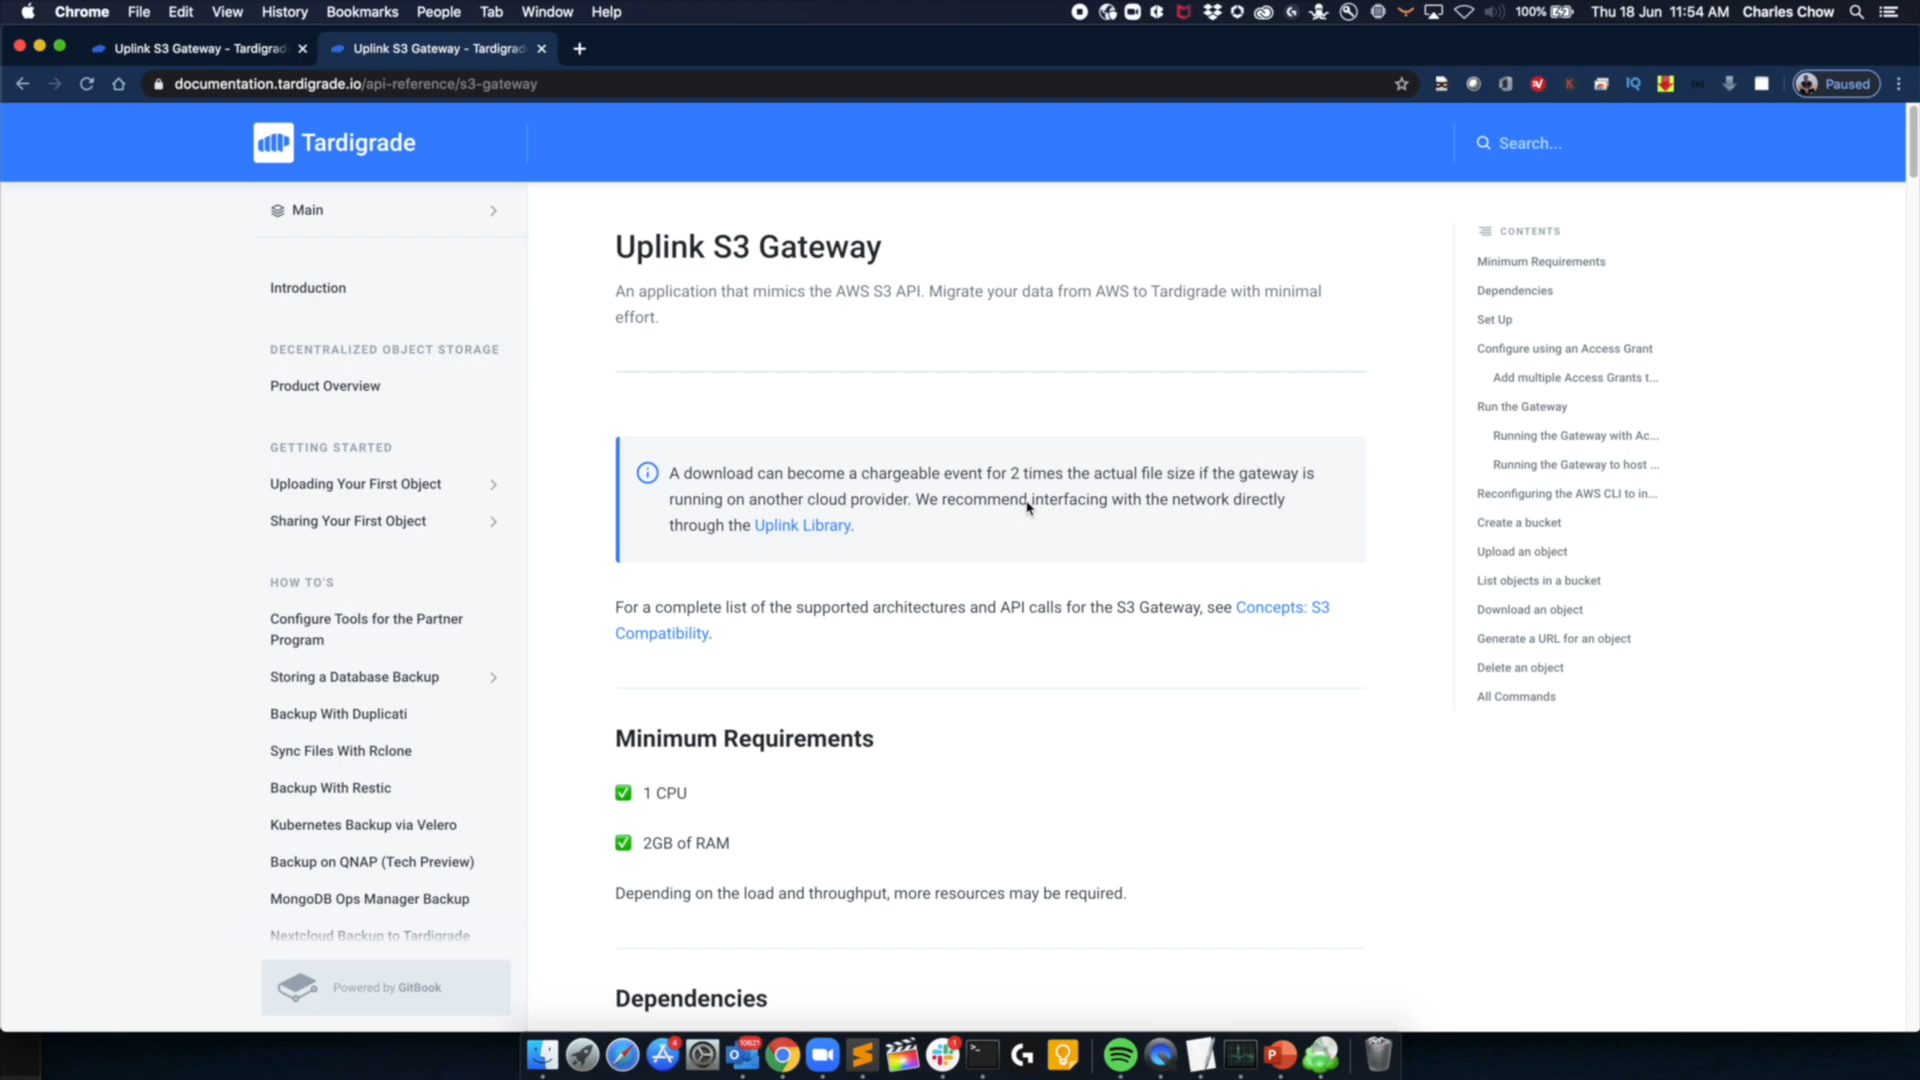 Chrome File Edit View History Bookmarks People Tab Window Help
100% Thu 18 Jun 11:54 AM Charles Chow
Uplink S3 Gateway - Tardigrad
Uplink S3 Gateway - Tardigrad
documentation.tardigrade.io/api-reference/s3-gateway
Paused
Tardigrade
Search...
Main
Introduction
DECENTRALIZED OBJECT STORAGE
Product Overview
GETTING STARTED
Uploading Your First Object
Sharing Your First Object
HOW TO'S
Configure Tools for the Partner
Program
Storing a Database Backup
Backup With Duplicati
Sync Files With Rclone
Backup With Restic
Kubernetes Backup via Velero
Backup on QNAP (Tech Preview)
MongoDB Ops Manager Backup
Nextcloud Backup to Tardigrade
Powered by GitBook
Uplink S3 Gateway
An application that mimics the AWS S3 API. Migrate your data from AWS to Tardigrade with minimal
effort.
A download can become a chargeable event for 2 times the actual file size if the gateway is
running on another cloud provider. We recommend interfacing with the network directly
through the Uplink Library.
For a complete list of the supported architectures and API calls for the S3 Gateway, see Concepts: S3
Compatibility.
Minimum Requirements
1 CPU
2GB of RAM
Depending on the load and throughput, more resources may be required.
Dependencies
CONTENTS
Minimum Requirements
Dependencies
Set Up
Configure using an Access Grant
Add multiple Access Grants t...
Run the Gateway
Running the Gateway with Ac...
Running the Gateway to host ...
Reconfiguring the AWS CLI to in...
Create a bucket
Upload an object
List objects in a bucket
Download an object
Generate a URL for an object
Delete an object
All Commands